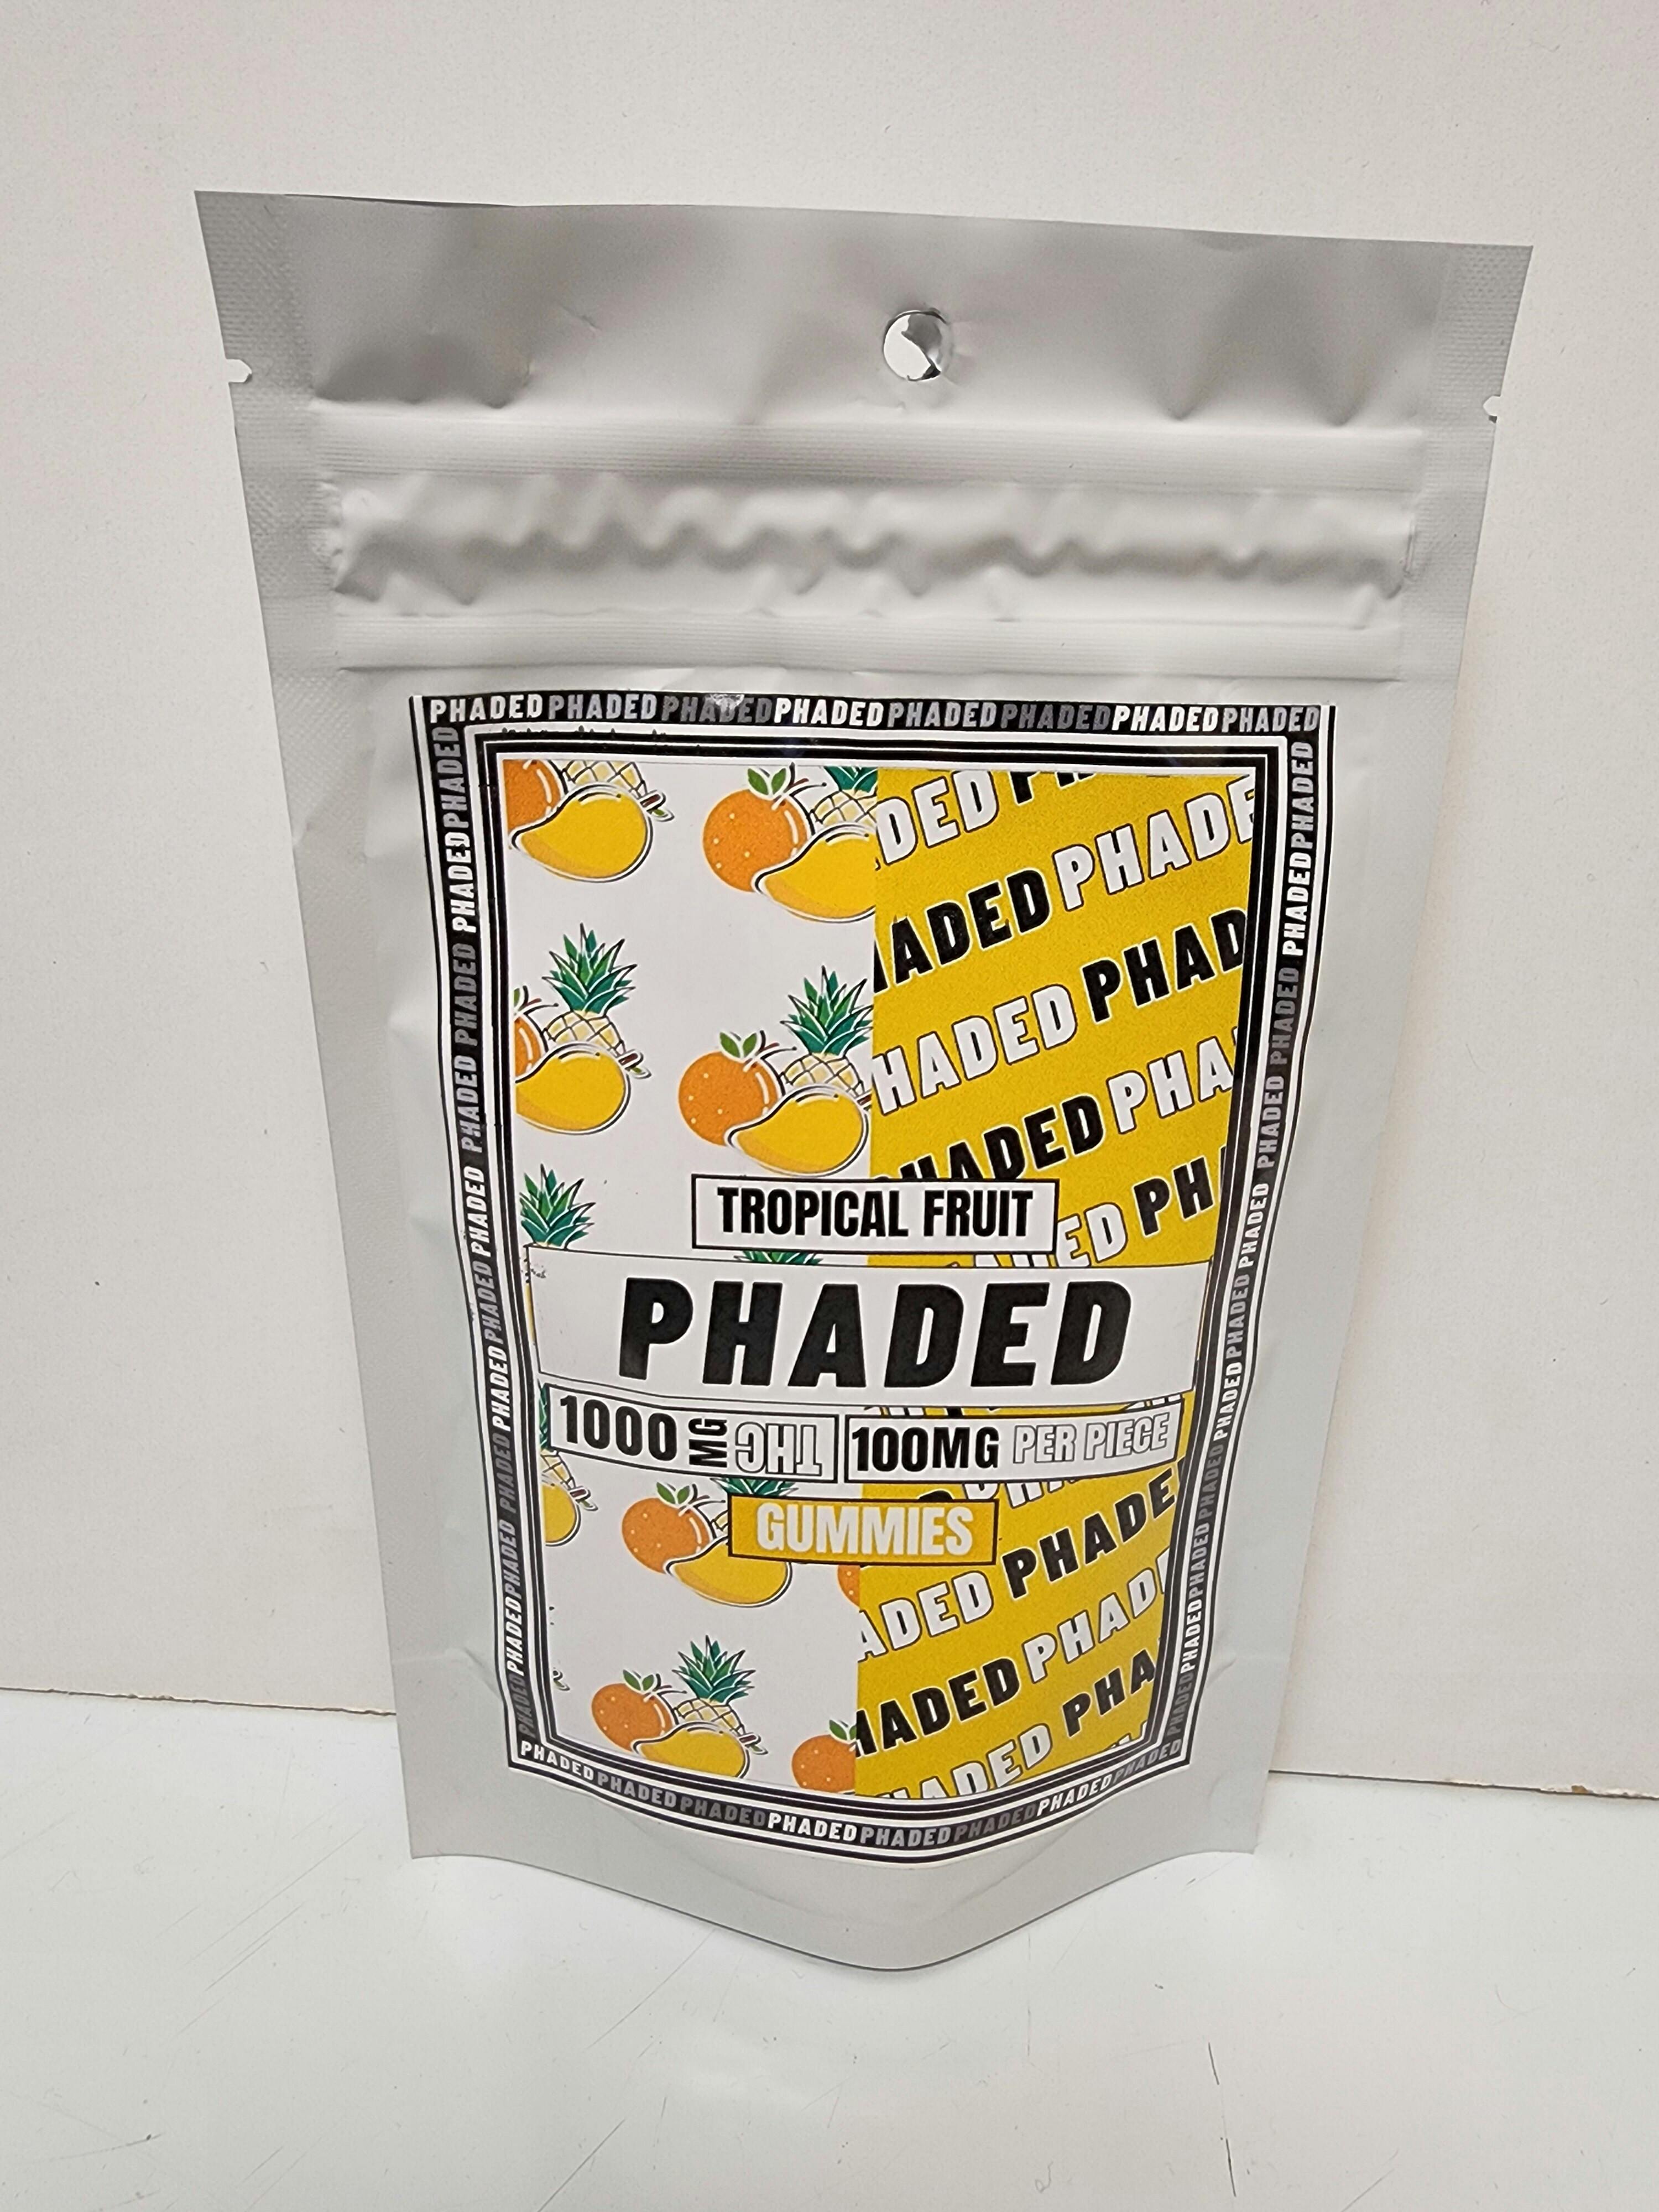 PHADED PHADED PHADED PHADED PHADED PHADED PHADED PHADED
TROPICAL FRUIT
PHADED
1000 MG THC 100MG PER PIECE
GUMMIES
PHADED PHADED PHADED PHADED PHADED PHADED PHADED